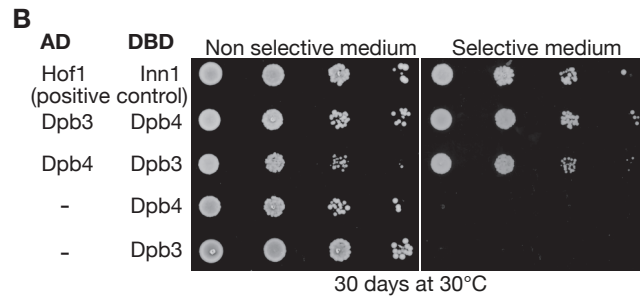 B
AD DBD Non selective medium Selective medium
Hof1 Inn1
(positive control)
Dpb3 Dpb4
Dpb4 Dpb3
- Dpb4
- Dpb3
30 days at 30°C